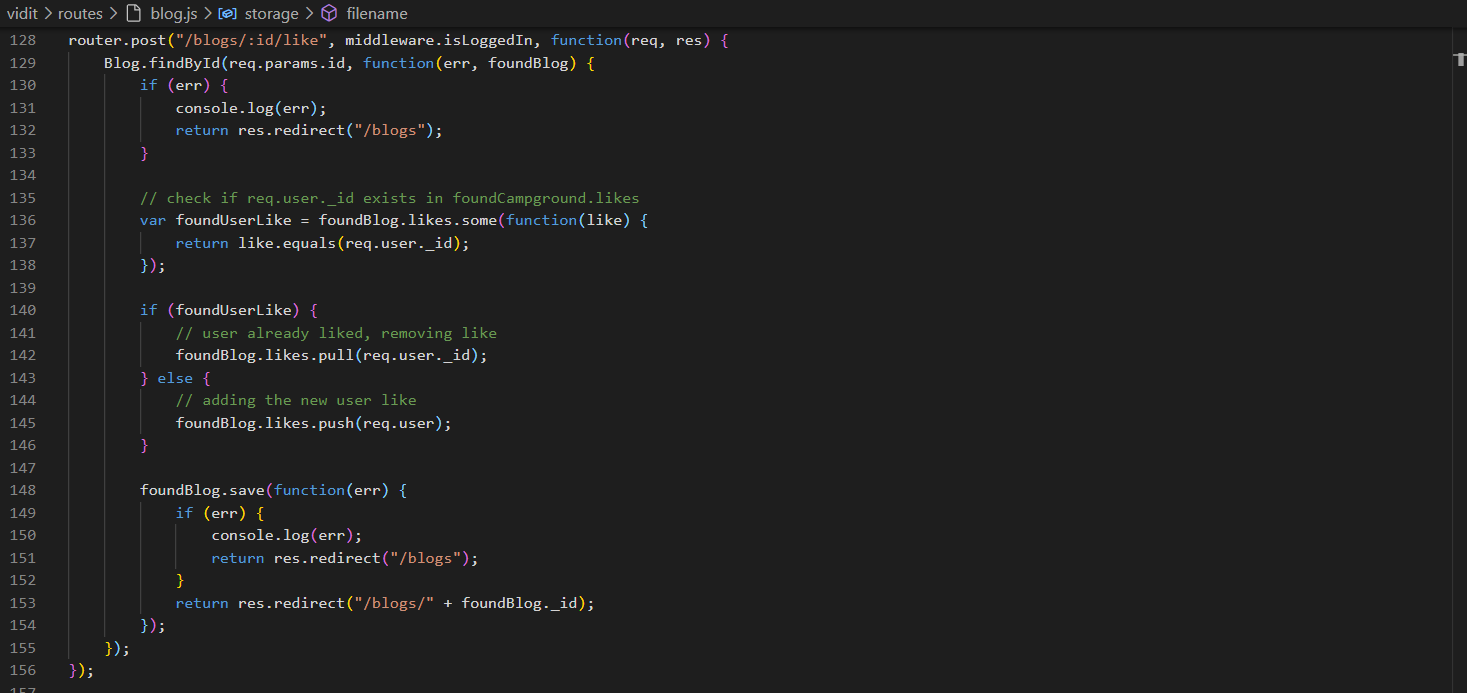 vidit > routes > blog.js > storage > filename
128 router.post("/blogs/:id/like", middleware.isLoggedIn, function(req, res) {
129     Blog.findById(req.params.id, function(err, foundBlog) {
130         if (err) {
131             console.log(err);
132             return res.redirect("/blogs");
133         }
134
135         // check if req.user._id exists in foundCampground.likes
136         var foundUserLike = foundBlog.likes.some(function(like) {
137             return like.equals(req.user._id);
138         });
139
140         if (foundUserLike) {
141             // user already liked, removing like
142             foundBlog.likes.pull(req.user._id);
143         } else {
144             // adding the new user like
145             foundBlog.likes.push(req.user);
146         }
147
148         foundBlog.save(function(err) {
149             if (err) {
150                 console.log(err);
151                 return res.redirect("/blogs");
152             }
153             return res.redirect("/blogs/" + foundBlog._id);
154         });
155     });
156 });
157